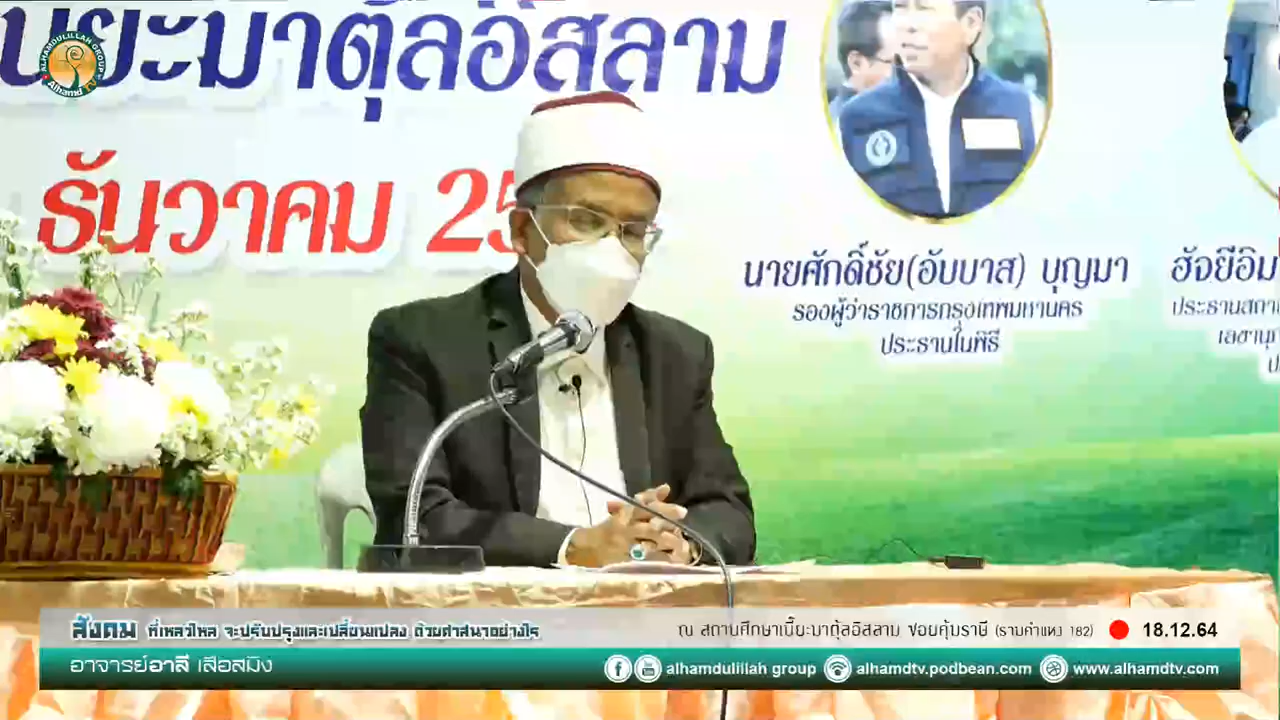 นียะมาตุ้ลอิสลาม
ธันวาคม 25
ALHAMDULILLAH GROUP
Alhamd TV
นายศักดิ์ชัย(อับบาส) บุญมา
รองผู้ว่าราชการกรุงเทพมหานคร
ประธานในพิธี
ฮัจยีอิม
ประธานสถา
เลขานุ
สังคม ที่เหลวไหล จะปรับปรุงและเปลี่ยนแปลง ด้วยศาสนาอย่างไร
ณ สถานศึกษาเนี๊ยะมาตุ้ลอิสลาม ซอยคุ้มราษี (รามคำแหง 182)
18.12.64
อาจารย์อาลี เสือสมิง
alhamdulillah group
alhamdtv.podbean.com
www.alhamdtv.com